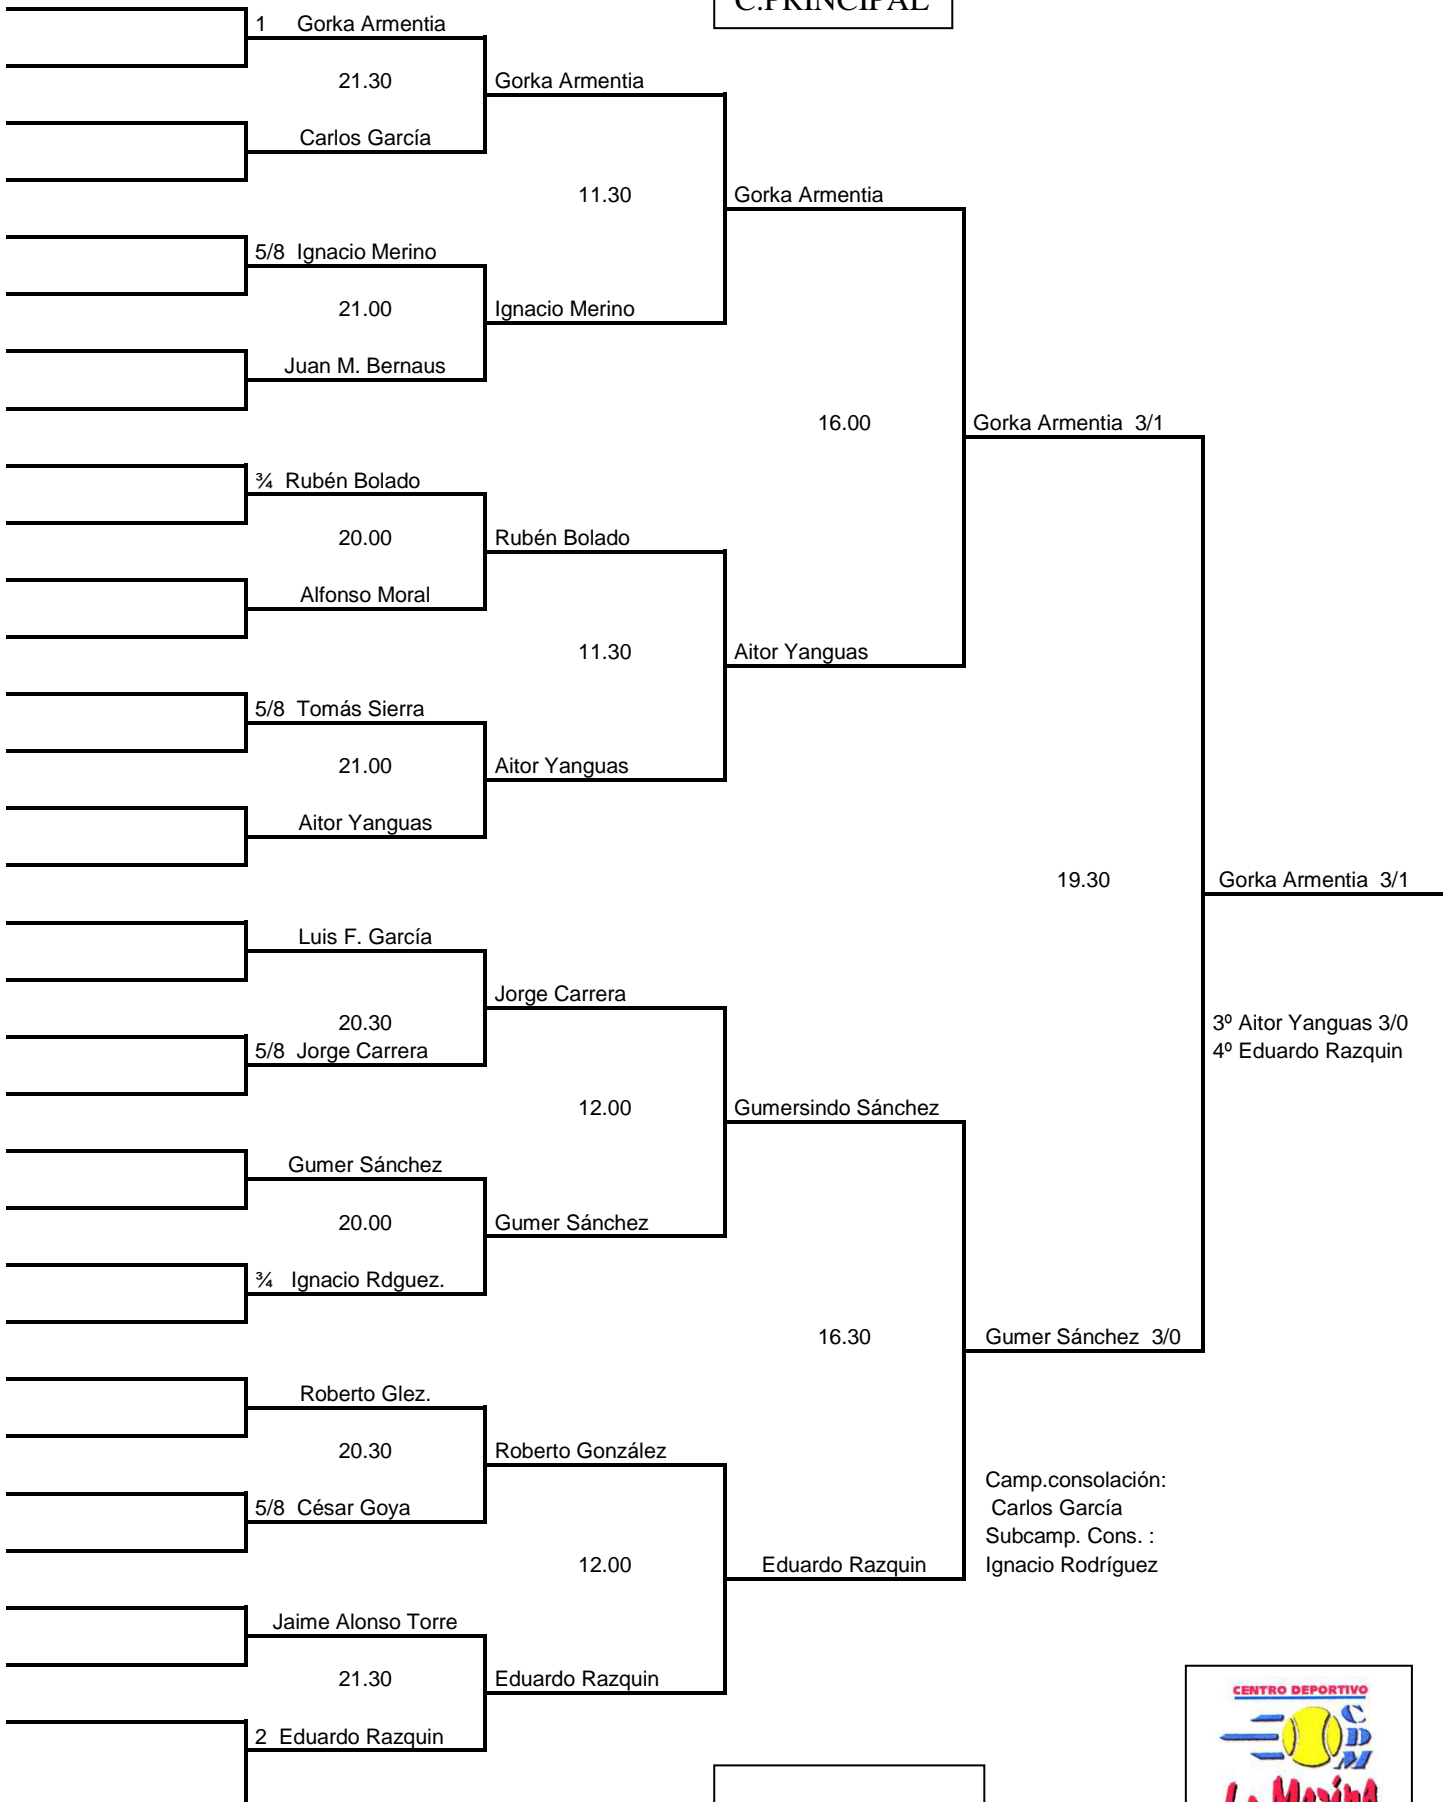 C.PRINCIPAL
1 Gorka Armentia
21.30
Gorka Armentia
Carlos García
11.30
Gorka Armentia
5/8 Ignacio Merino
21.00
Ignacio Merino
Juan M. Bernaus
16.00
Gorka Armentia 3/1
¾ Rubén Bolado
20.00
Rubén Bolado
Alfonso Moral
11.30
Aitor Yanguas
5/8 Tomás Sierra
21.00
Aitor Yanguas
Aitor Yanguas
19.30
Gorka Armentia 3/1
Luis F. García
Jorge Carrera
20.30
3º Aitor Yanguas 3/0
5/8 Jorge Carrera
4º Eduardo Razquin
12.00
Gumersindo Sánchez
Gumer Sánchez
20.00
Gumer Sánchez
¾ Ignacio Rdguez.
16.30
Gumer Sánchez 3/0
Roberto Glez.
20.30
Roberto González
Camp.consolación:
5/8 César Goya
Carlos García
Subcamp. Cons. :
12.00
Eduardo Razquin
Ignacio Rodríguez
Jaime Alonso Torre
21.30
Eduardo Razquin
2 Eduardo Razquin
CENTRO DEPORTIVO
CDM
La Marina